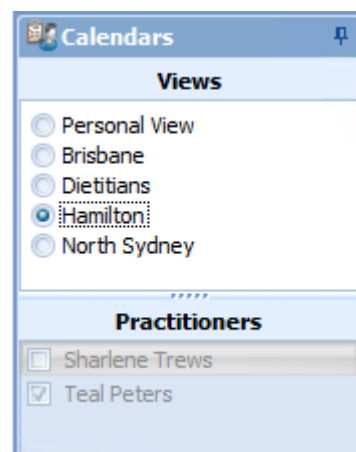 Calendars
Views
Personal View
Brisbane
Dietitians
Hamilton
North Sydney
Practitioners
Sharlene Trews
Teal Peters